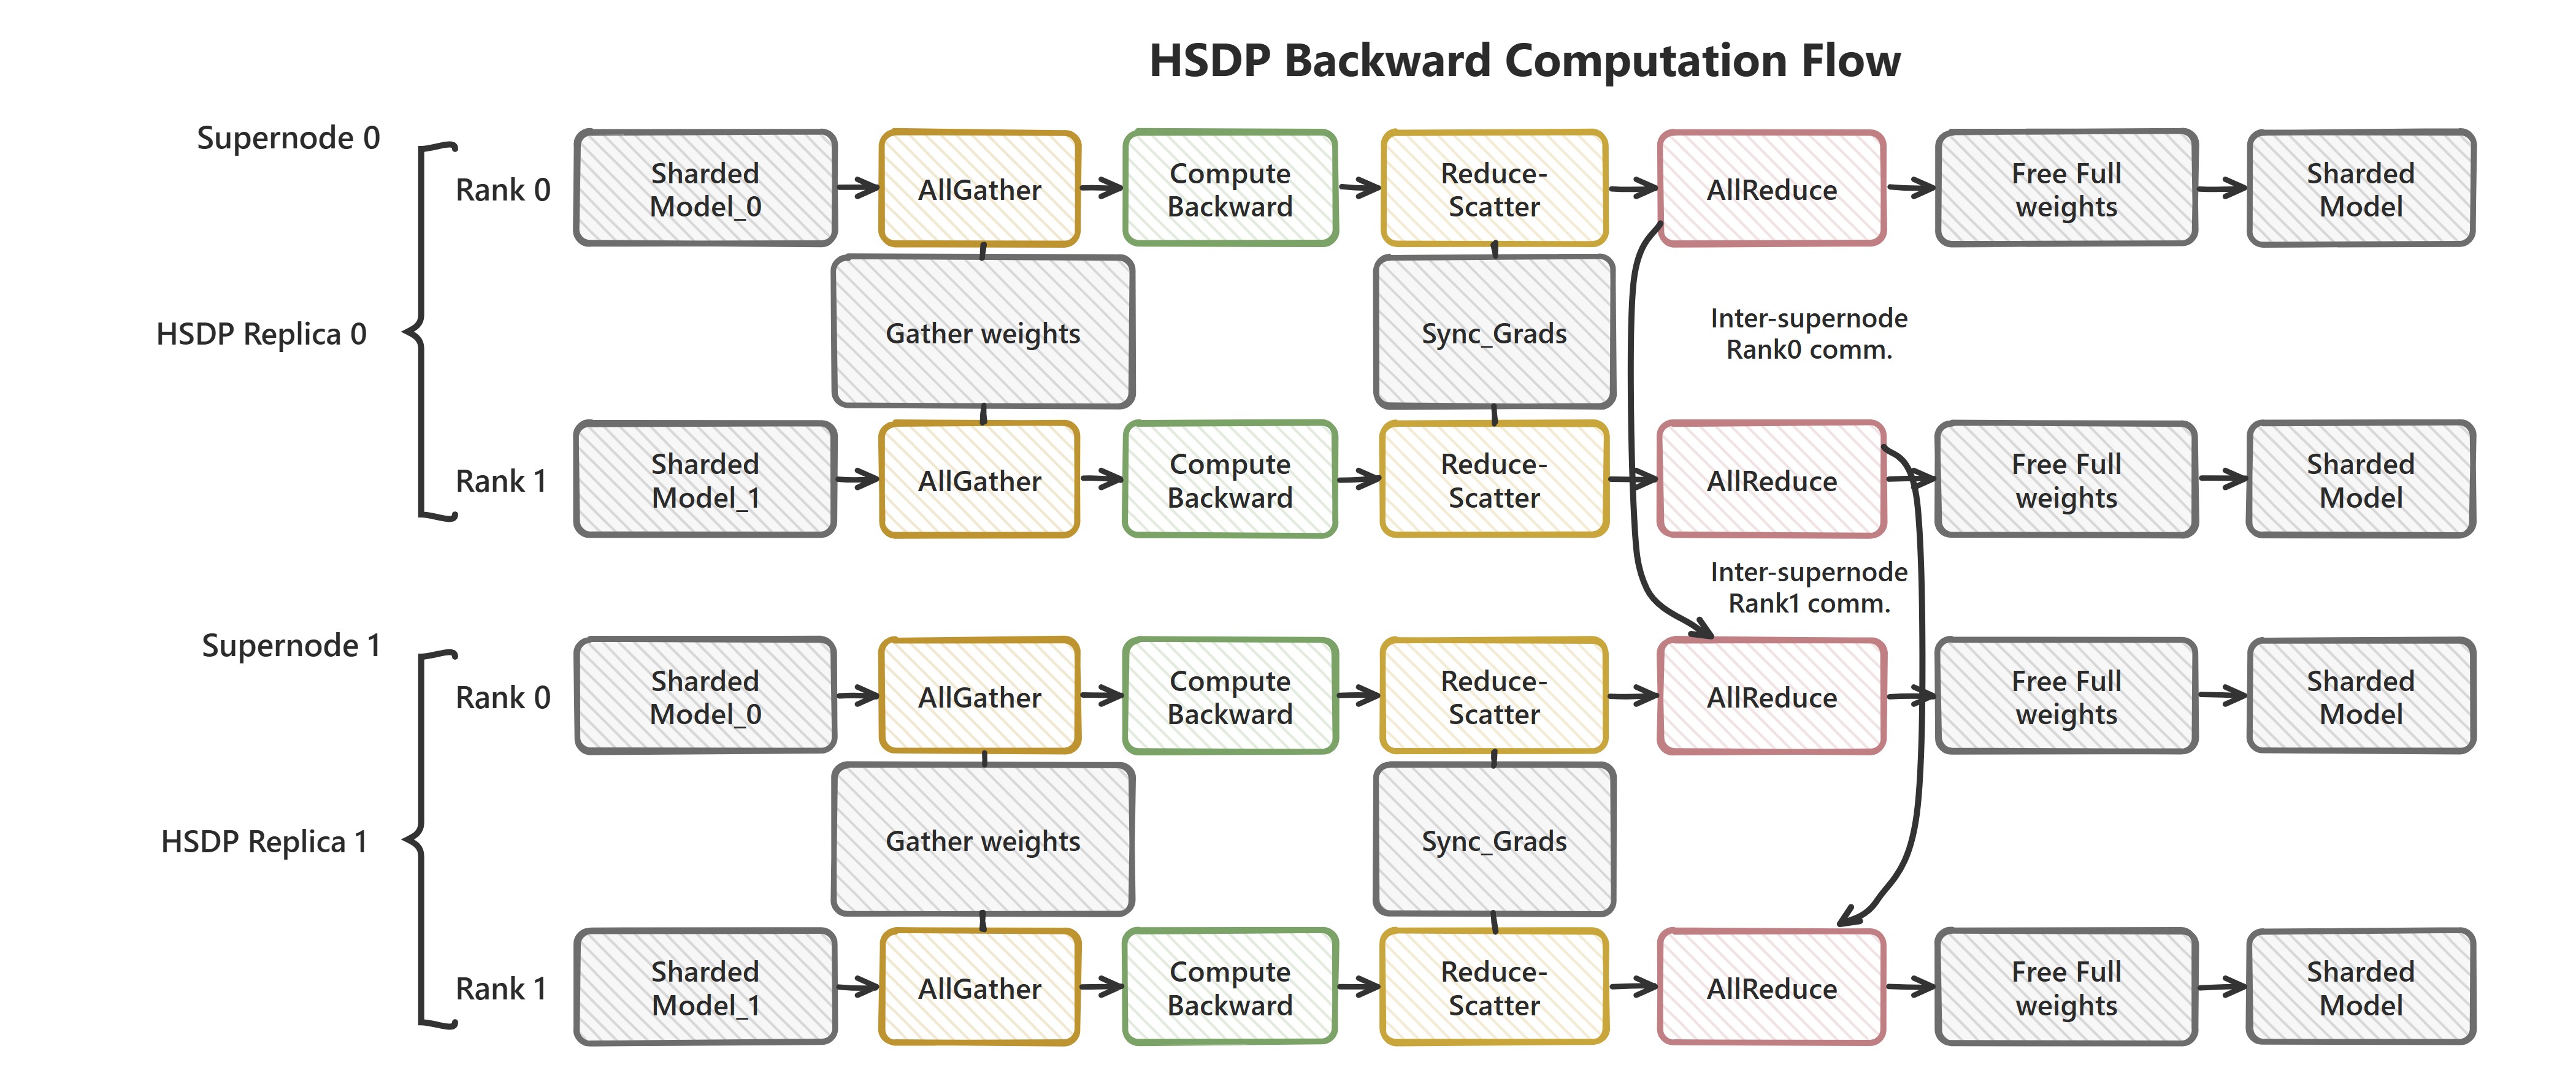 HSDP Backward Computation Flow
Supernode 0
Rank 0
Sharded
Model_0
AllGather
Compute
Backward
Reduce-
Scatter
AllReduce
Free Full
weights
Sharded
Model
HSDP Replica 0
Gather weights
Sync_Grads
Inter-supernode
Rank0 comm.
Rank 1
Sharded
Model_1
AllGather
Compute
Backward
Reduce-
Scatter
AllReduce
Free Full
weights
Sharded
Model
Inter-supernode
Rank1 comm.
Supernode 1
Rank 0
Sharded
Model_0
AllGather
Compute
Backward
Reduce-
Scatter
AllReduce
Free Full
weights
Sharded
Model
HSDP Replica 1
Gather weights
Sync_Grads
Rank 1
Sharded
Model_1
AllGather
Compute
Backward
Reduce-
Scatter
AllReduce
Free Full
weights
Sharded
Model